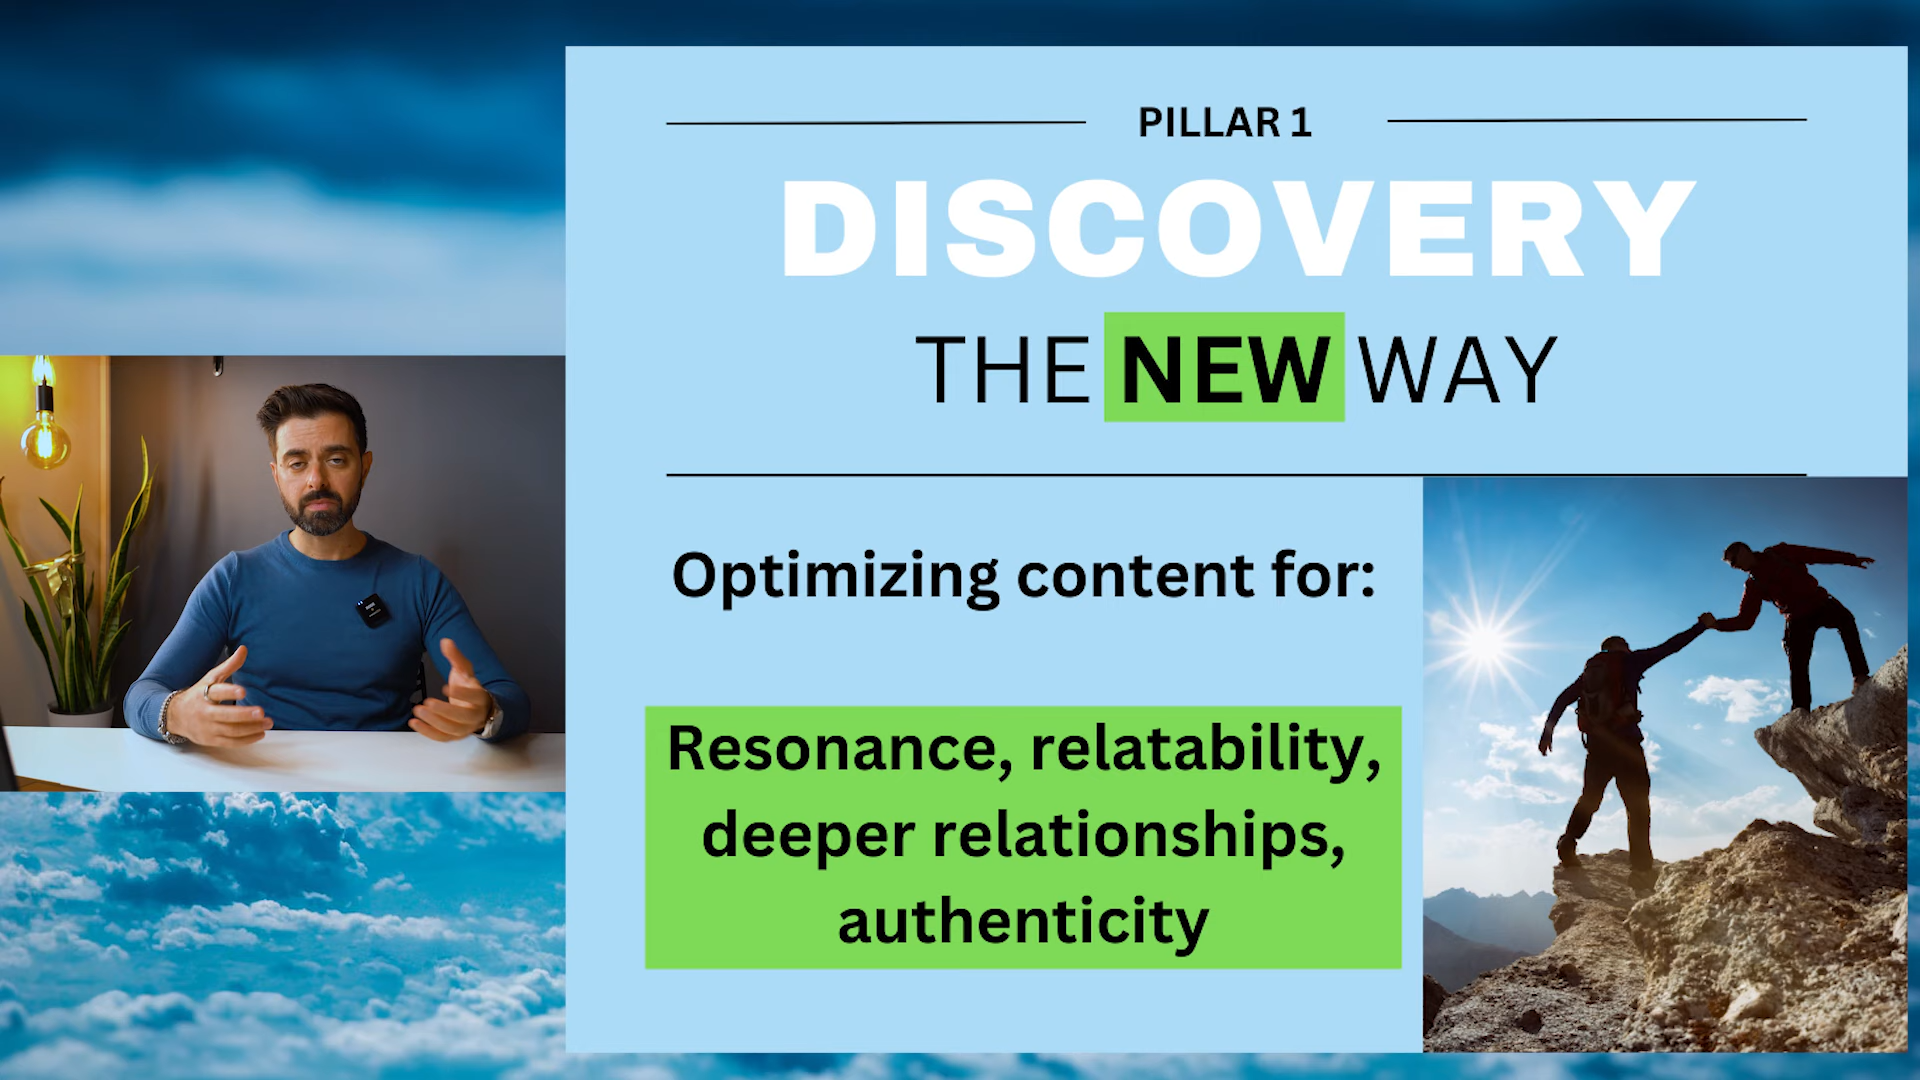 PILLAR 1
DISCOVERY
THE NEW WAY
Optimizing content for:
Resonance, relatability,
deeper relationships,
authenticity